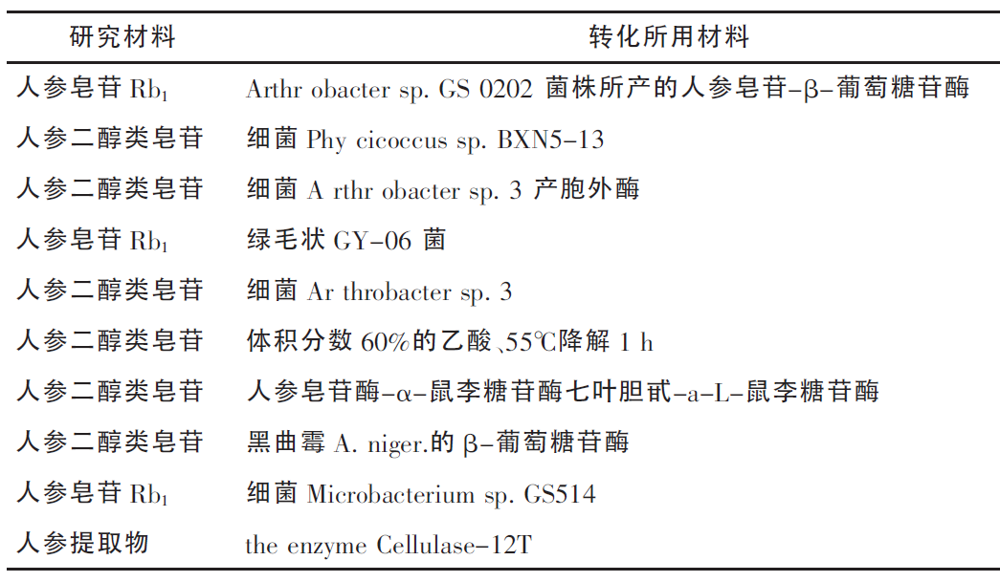 研究材料 转化所用材料
人参皂苷 Rb1 Arthr obacter sp. GS 0202 菌株所产的人参皂苷-β-葡萄糖苷酶
人参二醇类皂苷 细菌 Phy cicoccus sp. BXN5-13
人参二醇类皂苷 细菌 A rthr obacter sp. 3 产胞外酶
人参皂苷 Rb1 绿毛状 GY-06 菌
人参二醇类皂苷 细菌 Ar throbacter sp. 3
人参二醇类皂苷 体积分数 60%的乙酸、55℃降解 1 h
人参二醇类皂苷 人参皂苷酶-α-鼠李糖苷酶七叶胆甙-a-L-鼠李糖苷酶
人参二醇类皂苷 黑曲霉 A. niger.的 β-葡萄糖苷酶
人参皂苷 Rb1 细菌 Microbacterium sp. GS514
人参提取物 the enzyme Cellulase-12T